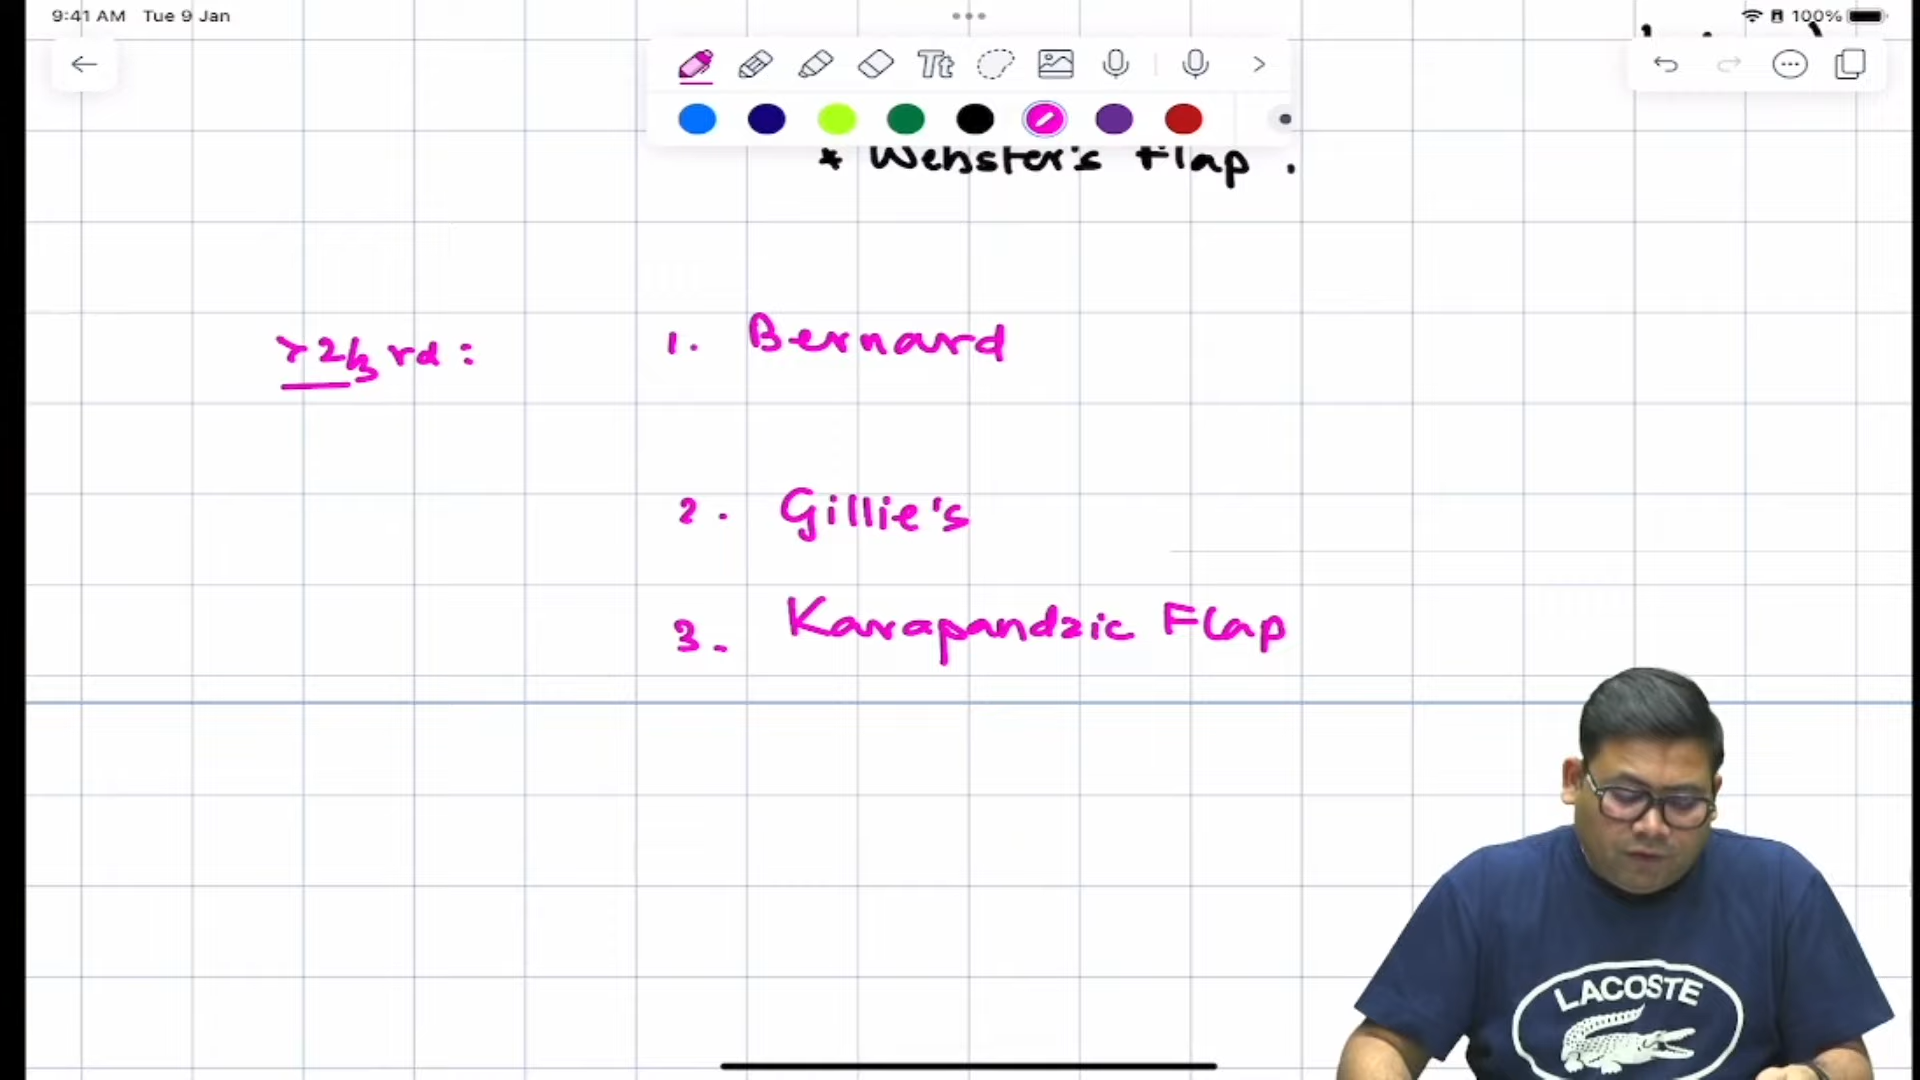 9:41 AM Tue 9 Jan
100%
Tt
* Webster's Flap .
> 2/3 rd :
1. Bernard
2. Gillie's
3. Karapandzic Flap
LACOSTE